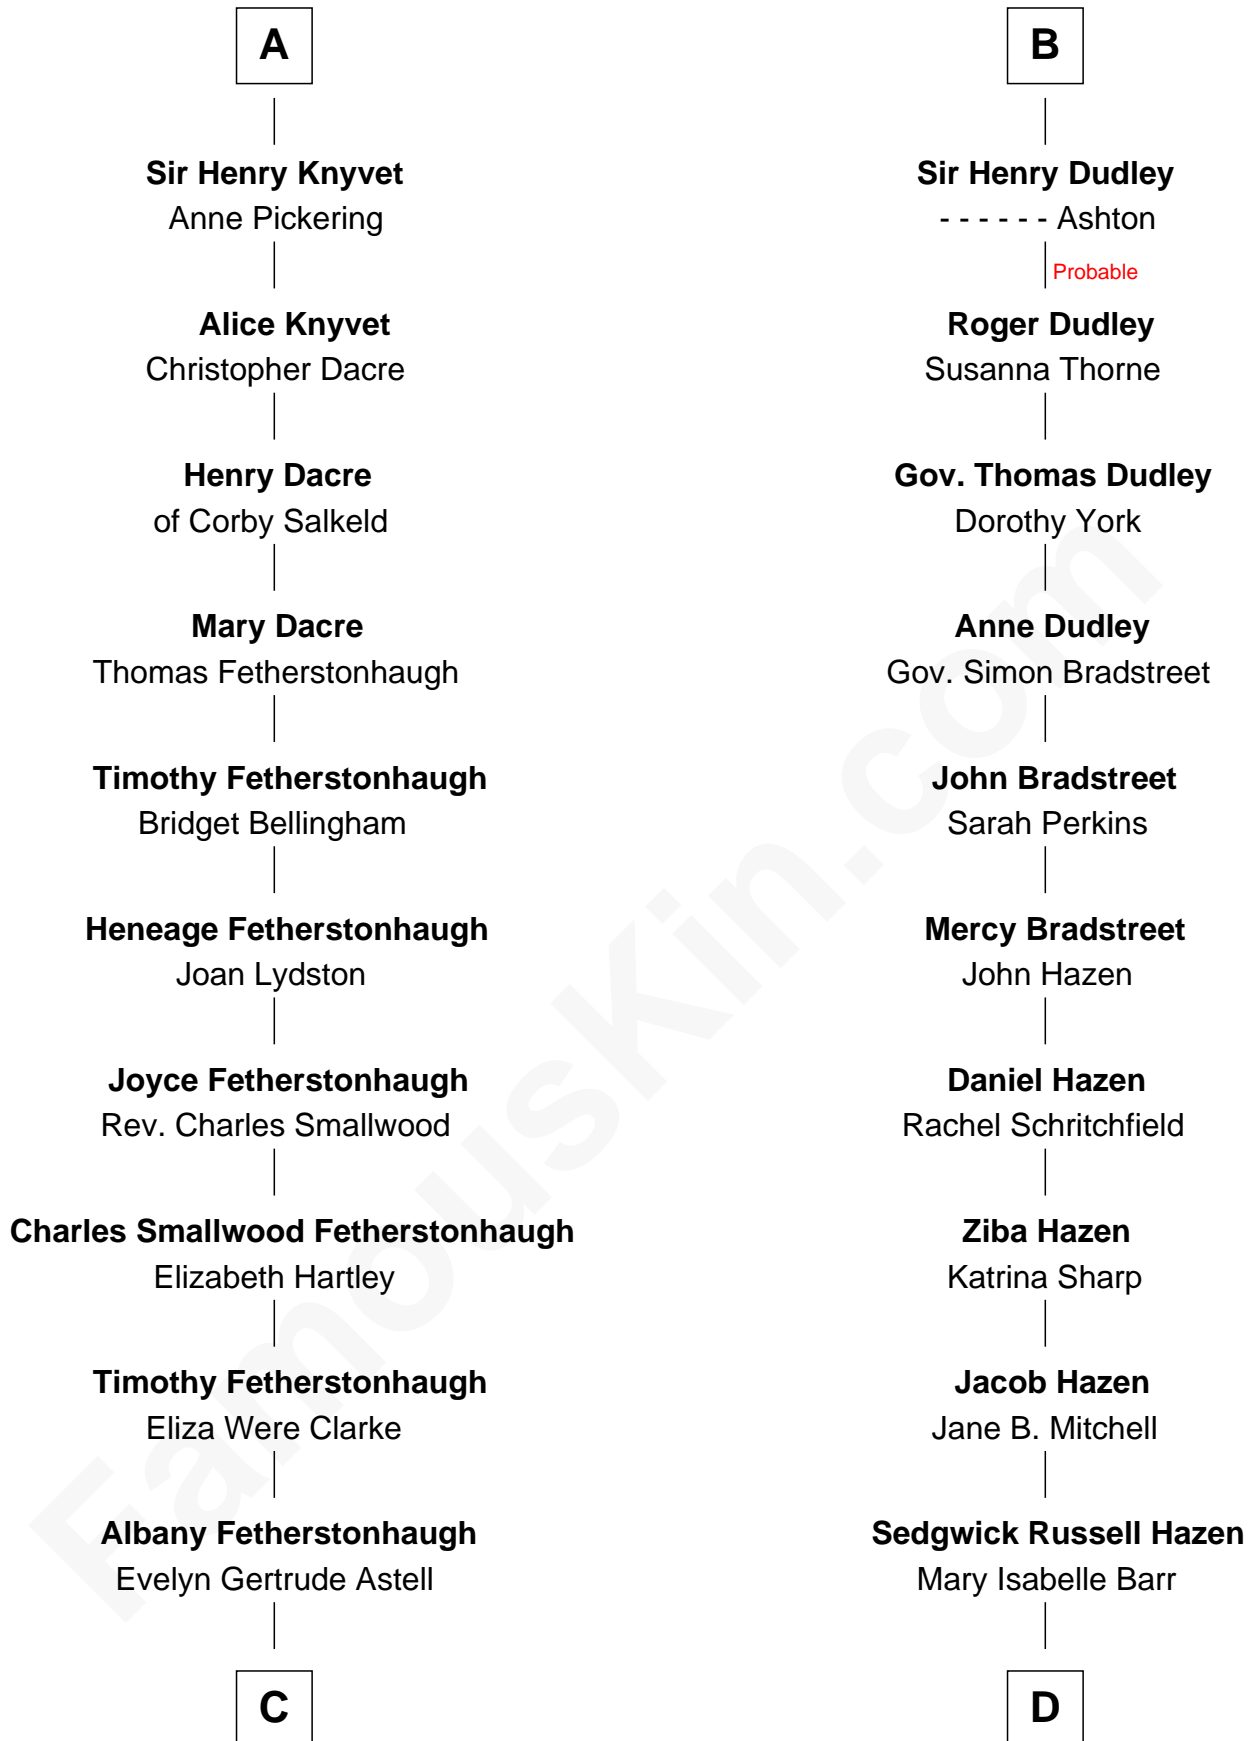 A
Sir Henry Knyvet
Anne Pickering
Alice Knyvet
Christopher Dacre
Henry Dacre
of Corby Salkeld
Mary Dacre
Thomas Fetherstonhaugh
Timothy Fetherstonhaugh
Bridget Bellingham
Heneage Fetherstonhaugh
Joan Lydston
Joyce Fetherstonhaugh
Rev. Charles Smallwood
Charles Smallwood Fetherstonhaugh
Elizabeth Hartley
Timothy Fetherstonhaugh
Eliza Were Clarke
Albany Fetherstonhaugh
Evelyn Gertrude Astell
C
B
Sir Henry Dudley
- - - - - - Ashton
Probable
Roger Dudley
Susanna Thorne
Gov. Thomas Dudley
Dorothy York
Anne Dudley
Gov. Simon Bradstreet
John Bradstreet
Sarah Perkins
Mercy Bradstreet
John Hazen
Daniel Hazen
Rachel Schritchfield
Ziba Hazen
Katrina Sharp
Jacob Hazen
Jane B. Mitchell
Sedgwick Russell Hazen
Mary Isabelle Barr
D
FamousKin.com